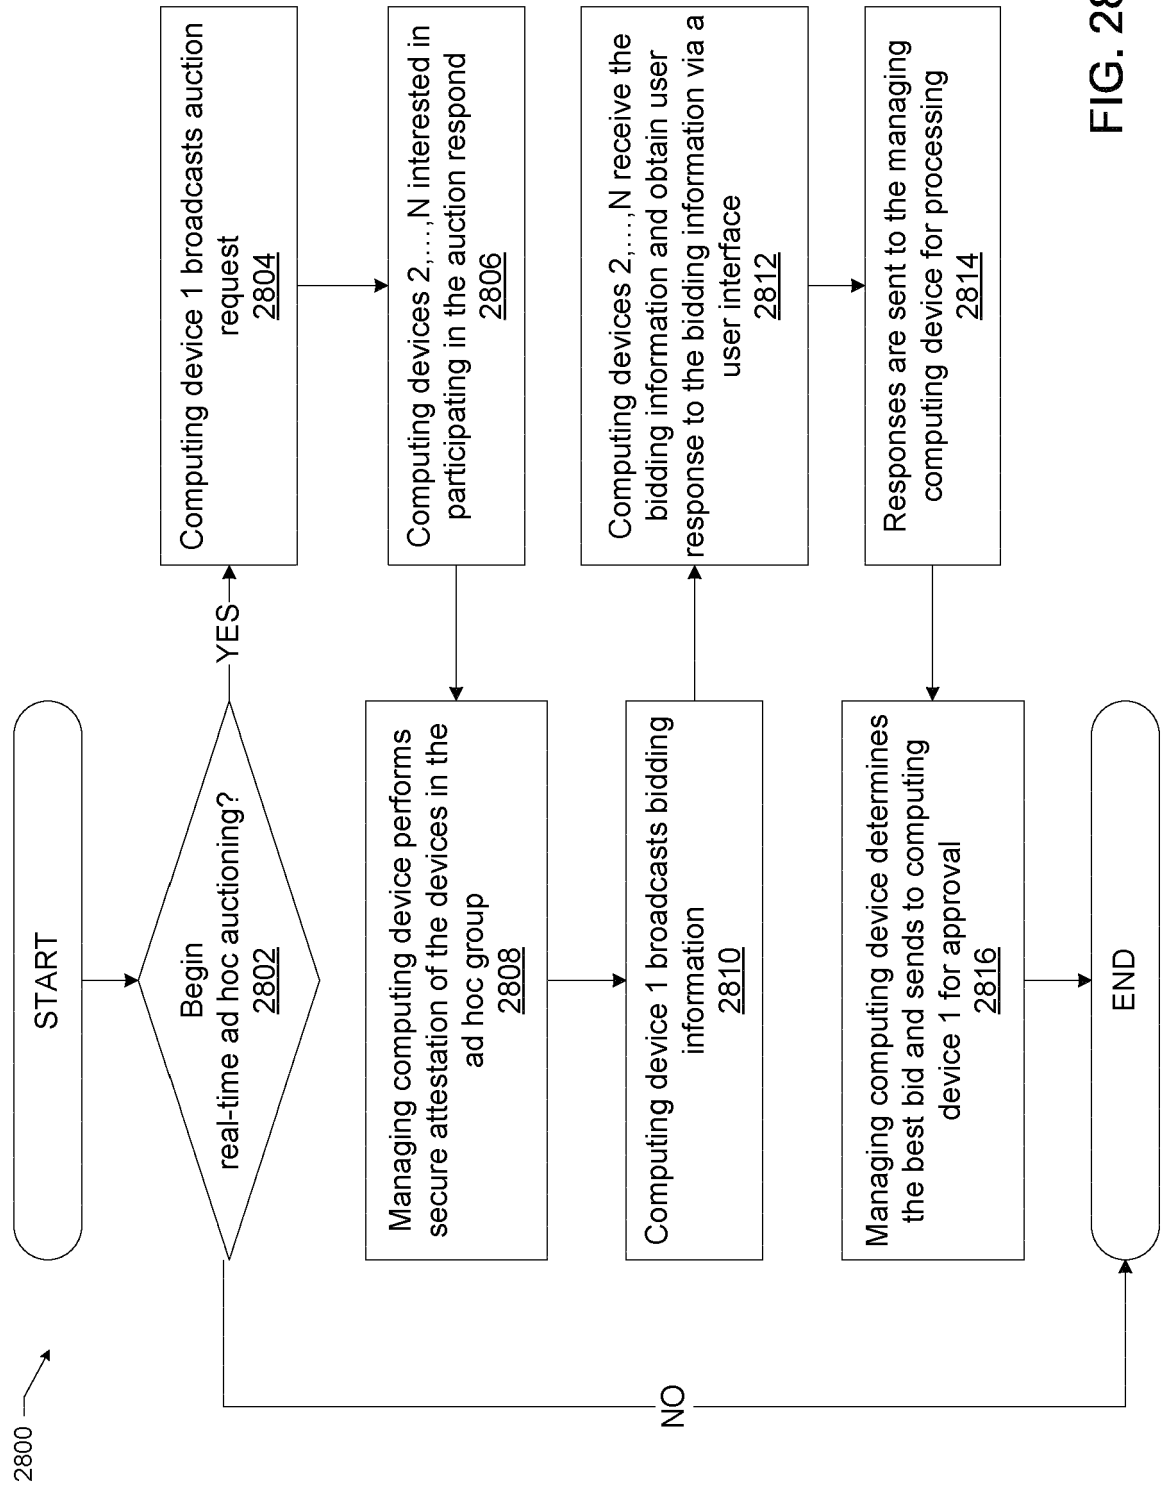 2800
START
Begin
real-time ad hoc auctioning?
2802
YES
NO
Computing device 1 broadcasts auction
request
2804
Computing devices 2,…,N interested in
participating in the auction respond
2806
Managing computing device performs
secure attestation of the devices in the
ad hoc group
2808
Computing device 1 broadcasts bidding
information
2810
Computing devices 2,…,N receive the
bidding information and obtain user
response to the bidding information via a
user interface
2812
Responses are sent to the managing
computing device for processing
2814
Managing computing device determines
the best bid and sends to computing
device 1 for approval
2816
END
FIG. 28